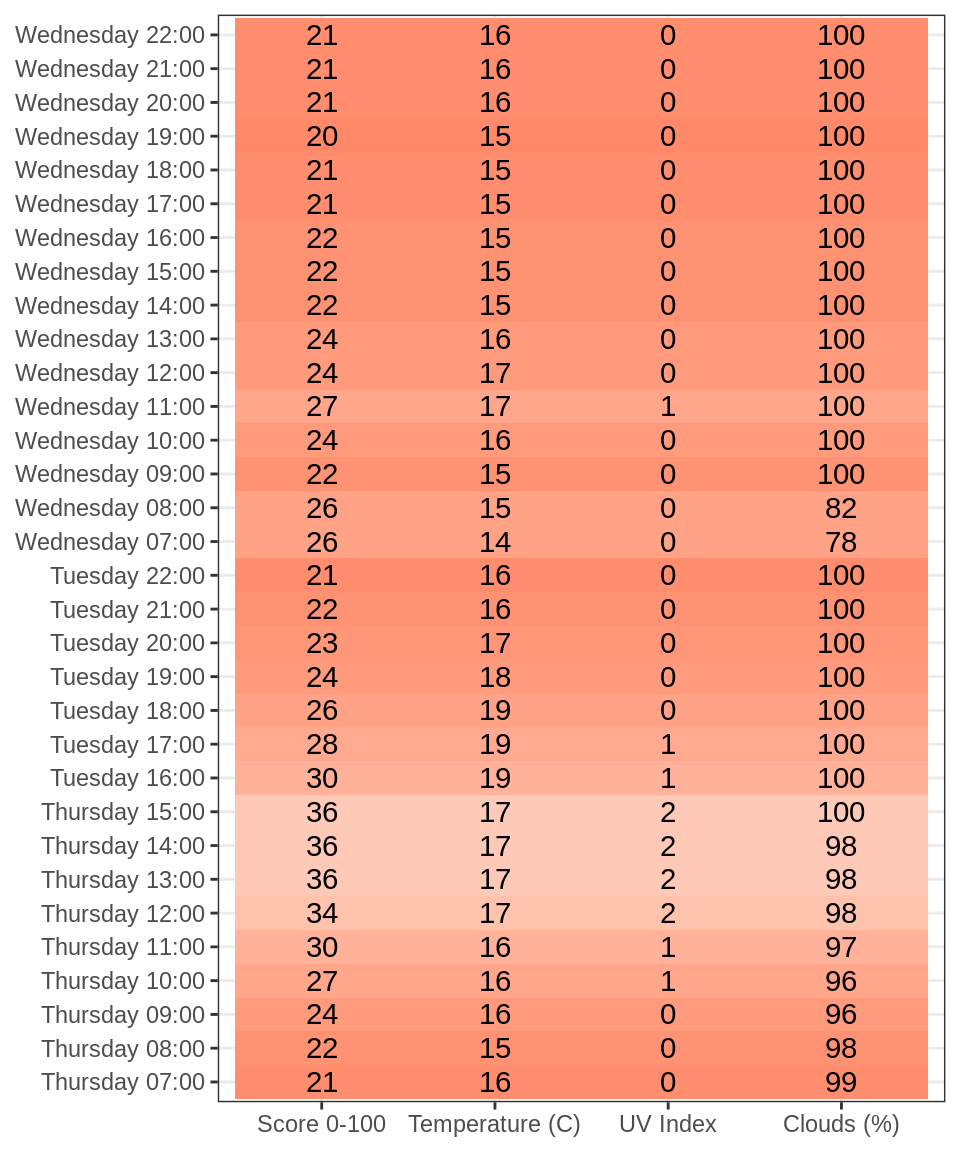 Wednesday 22:00 21 16 0 100
Wednesday 21:00 21 16 0 100
Wednesday 20:00 21 16 0 100
Wednesday 19:00 20 15 0 100
Wednesday 18:00 21 15 0 100
Wednesday 17:00 21 15 0 100
Wednesday 16:00 22 15 0 100
Wednesday 15:00 22 15 0 100
Wednesday 14:00 22 15 0 100
Wednesday 13:00 24 16 0 100
Wednesday 12:00 24 17 0 100
Wednesday 11:00 27 17 1 100
Wednesday 10:00 24 16 0 100
Wednesday 09:00 22 15 0 100
Wednesday 08:00 26 15 0 82
Wednesday 07:00 26 14 0 78
Tuesday 22:00 21 16 0 100
Tuesday 21:00 22 16 0 100
Tuesday 20:00 23 17 0 100
Tuesday 19:00 24 18 0 100
Tuesday 18:00 26 19 0 100
Tuesday 17:00 28 19 1 100
Tuesday 16:00 30 19 1 100
Thursday 15:00 36 17 2 100
Thursday 14:00 36 17 2 98
Thursday 13:00 36 17 2 98
Thursday 12:00 34 17 2 98
Thursday 11:00 30 16 1 97
Thursday 10:00 27 16 1 96
Thursday 09:00 24 16 0 96
Thursday 08:00 22 15 0 98
Thursday 07:00 21 16 0 99
Score 0-100 Temperature (C) UV Index Clouds (%)